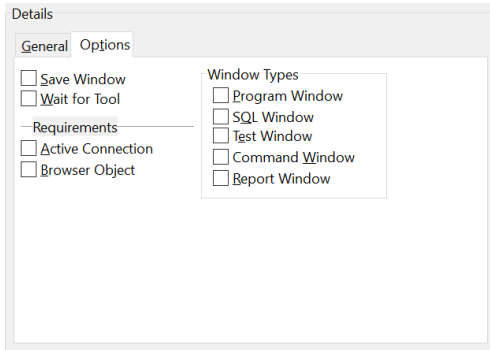 Details
General Options
Save Window
Wait for Tool
Requirements
Active Connection
Browser Object
Window Types
Program Window
SQL Window
Test Window
Command Window
Report Window